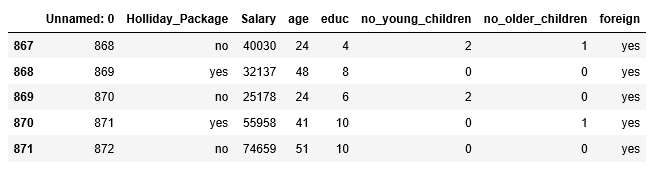 Unnamed: 0 Holliday_Package Salary age educ no_young_children no_older_children foreign
867 868 no 40030 24 4 2 1 yes
868 869 yes 32137 48 8 0 0 yes
869 870 no 25178 24 6 2 0 yes
870 871 yes 55958 41 10 0 1 yes
871 872 no 74659 51 10 0 0 yes